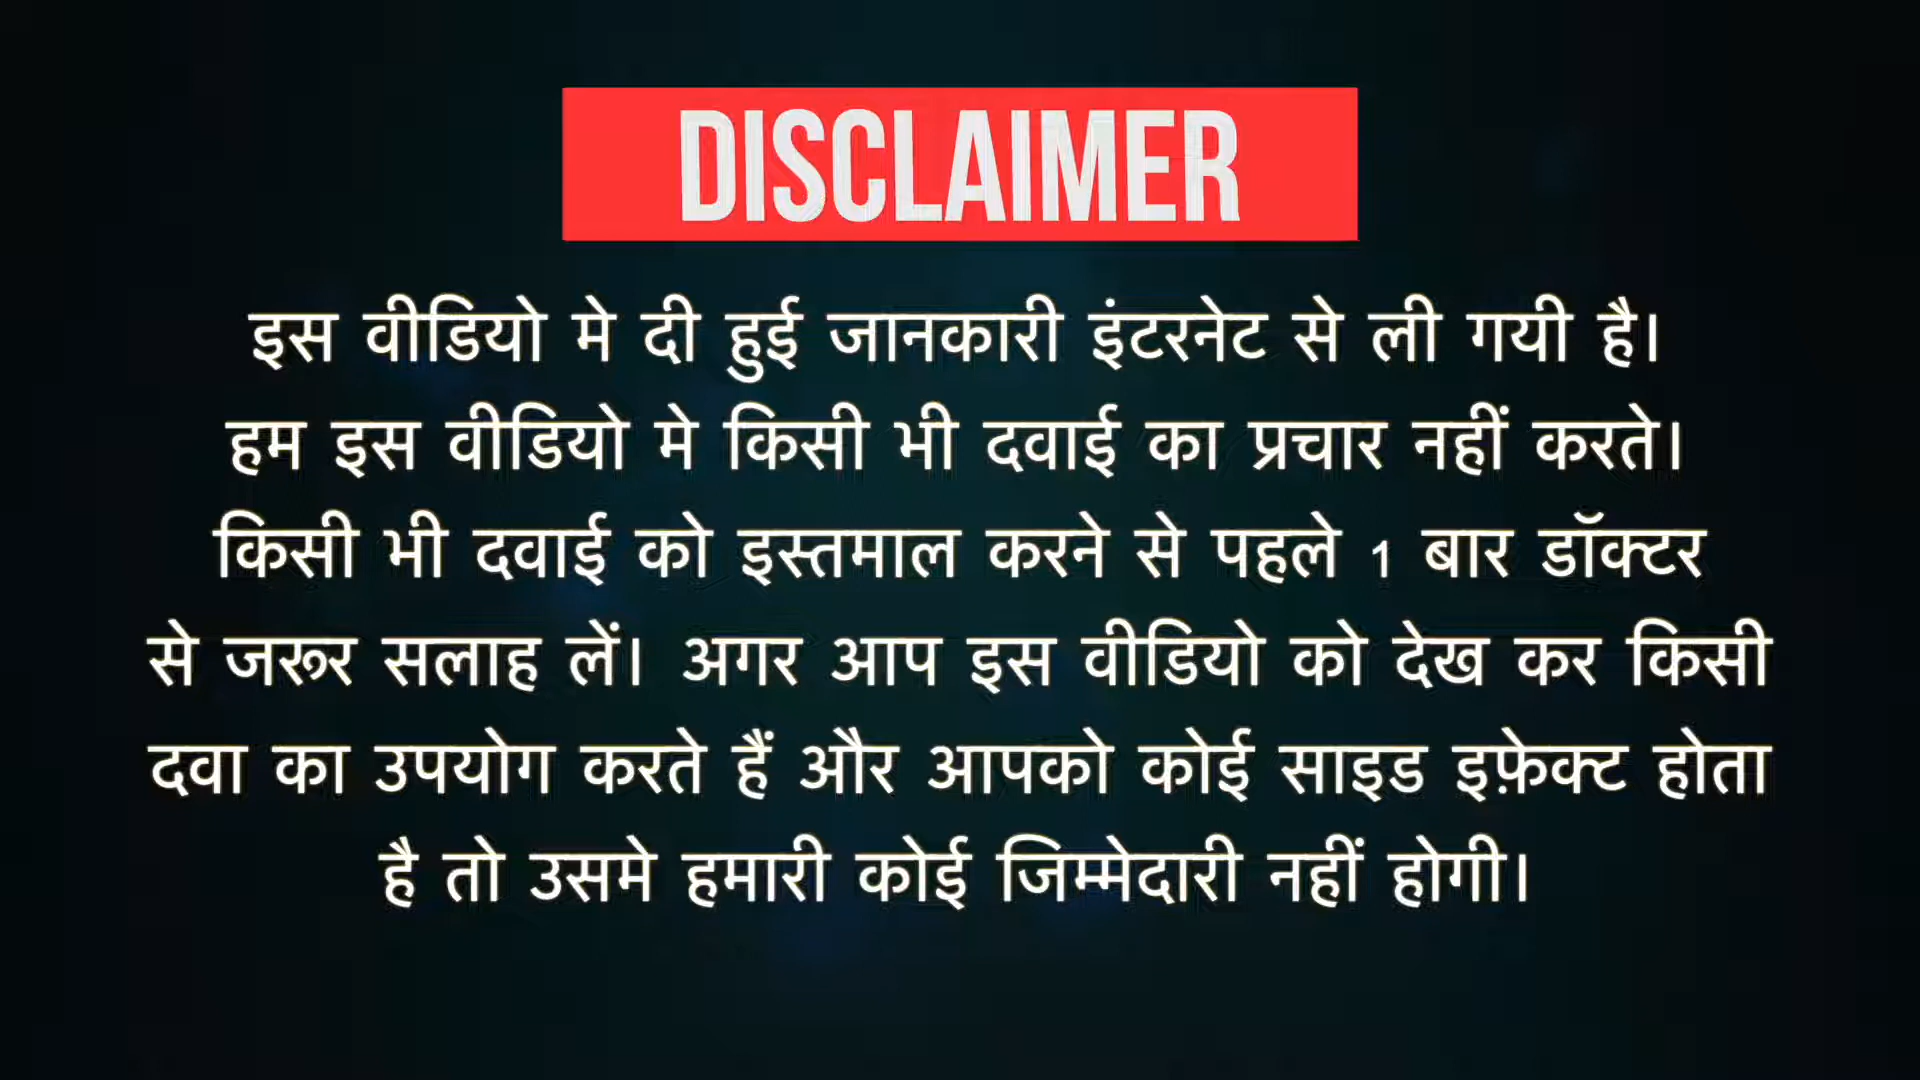 DISCLAIMER
इस वीडियो मे दी हुई जानकारी इंटरनेट से ली गयी है।
हम इस वीडियो मे किसी भी दवाई का प्रचार नहीं करते।
किसी भी दवाई को इस्तमाल करने से पहले 1 बार डॉक्टर
से जरूर सलाह लें। अगर आप इस वीडियो को देख कर किसी
दवा का उपयोग करते हैं और आपको कोई साइड इफ़ेक्ट होता
है तो उसमे हमारी कोई जिम्मेदारी नहीं होगी।